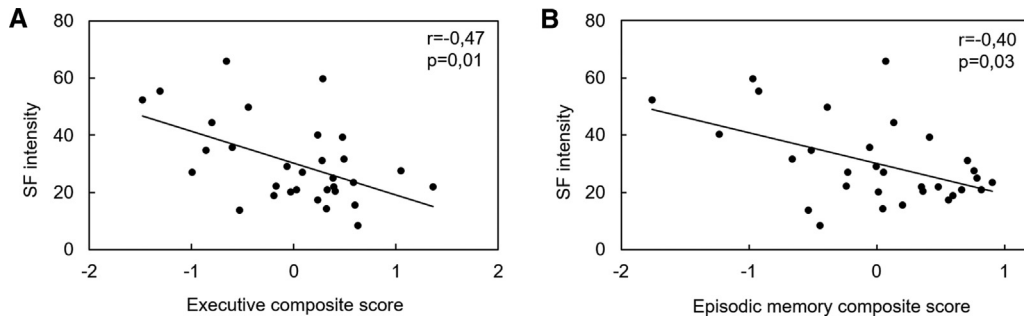 A
80
r=-0,47
p=0,01
60
SF intensity
40
20
0
-2
-1
0
1
2
Executive composite score
B
80
r=-0,40
p=0,03
60
SF intensity
40
20
0
-2
-1
0
1
Episodic memory composite score